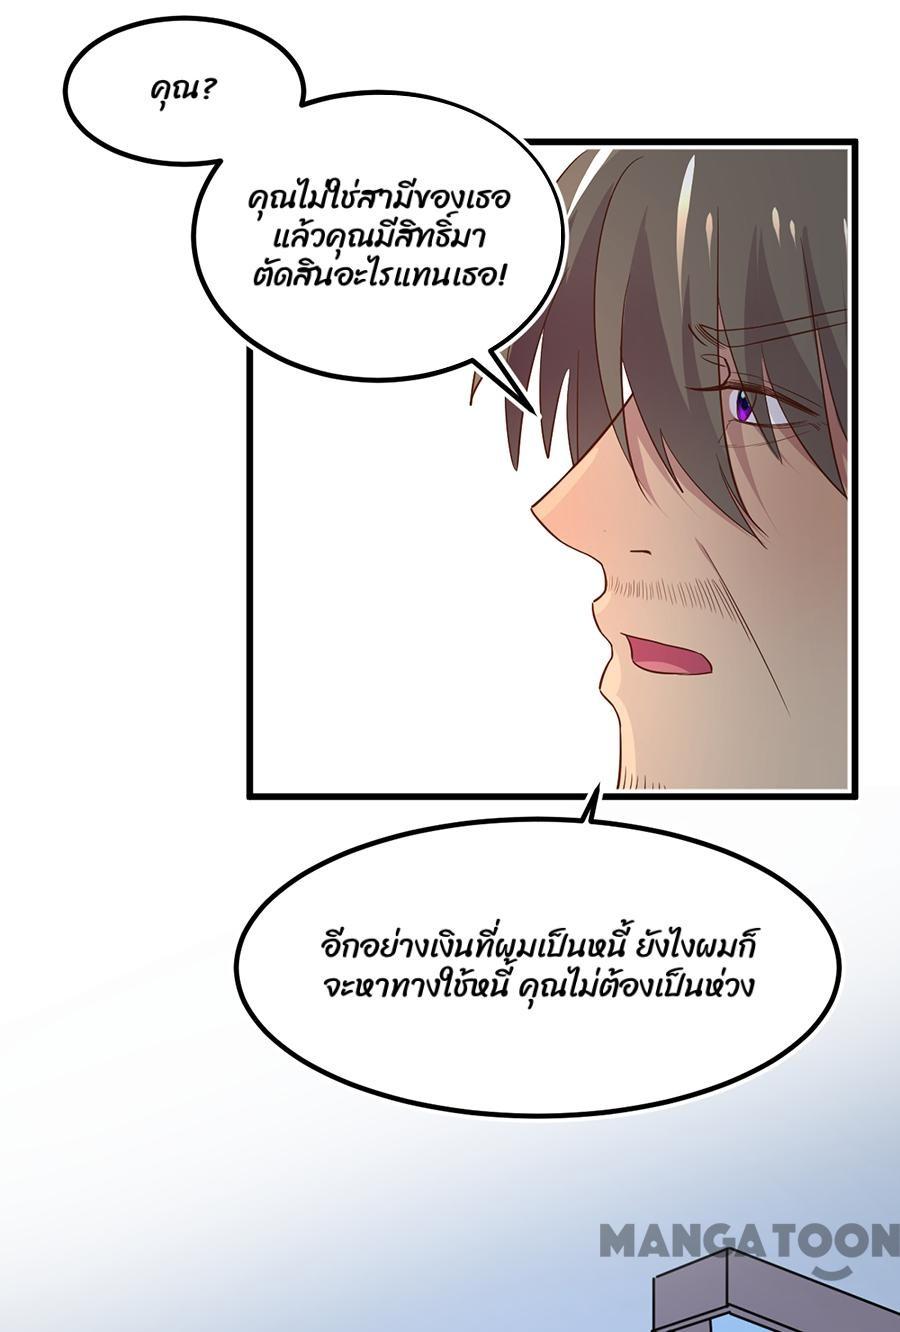 คุณ?
คุณไม่ใช่สามีของเธอ
แล้วคุณมีสิทธิ์มา
ตัดสินอะไรแทนเธอ!
อีกอย่างเงินที่ผมเป็นหนี้ ยังไงผมก็
จะหาทางใช้หนี้ คุณไม่ต้องเป็นห่วง
MANGATOON